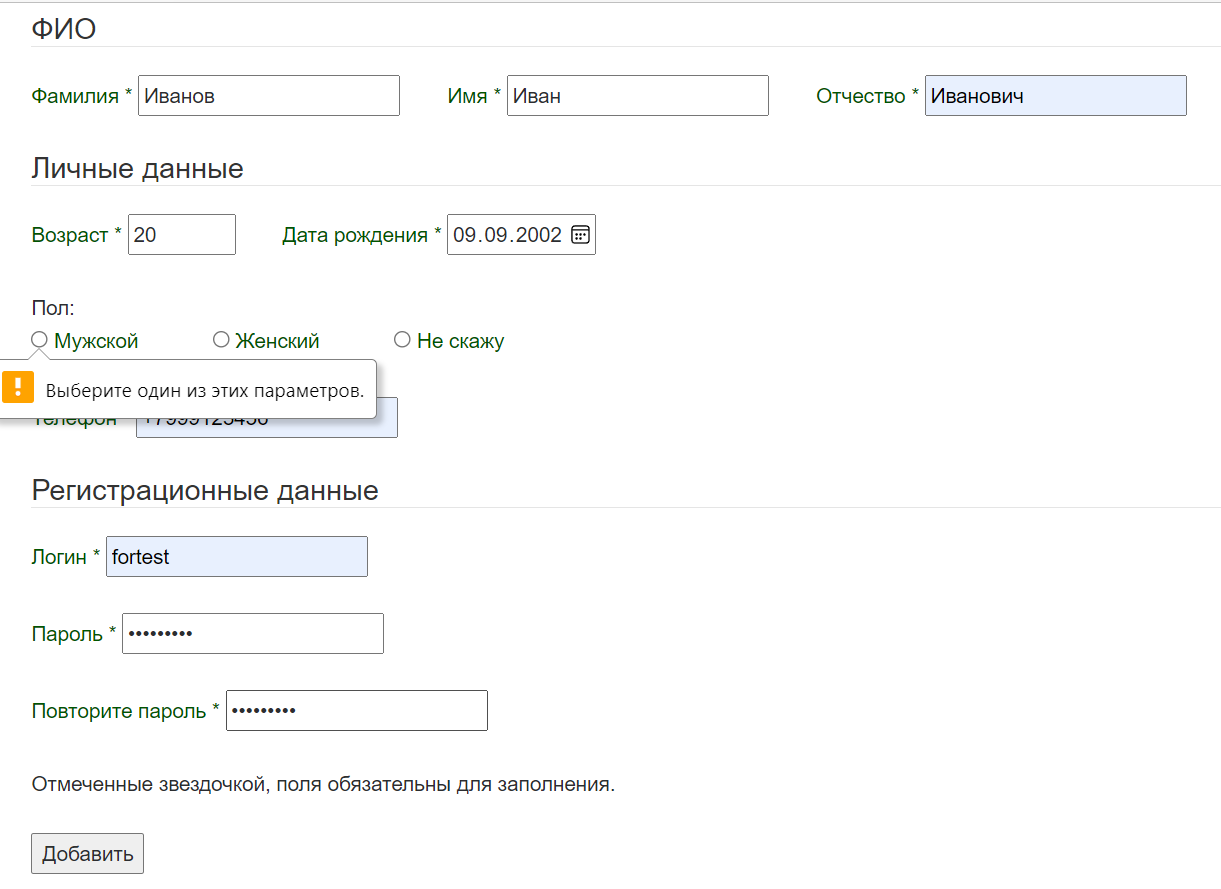 ФИО
Фамилия * Иванов Имя * Иван Отчество * Иванович
Личные данные
Возраст * 20 Дата рождения * 09.09.2002
Пол:
Мужской Женский Не скажу
Выберите один из этих параметров.
Телефон +7999123456
Регистрационные данные
Логин * fortest
Пароль * •••••••••
Повторите пароль * •••••••••
Отмеченные звездочкой, поля обязательны для заполнения.
Добавить